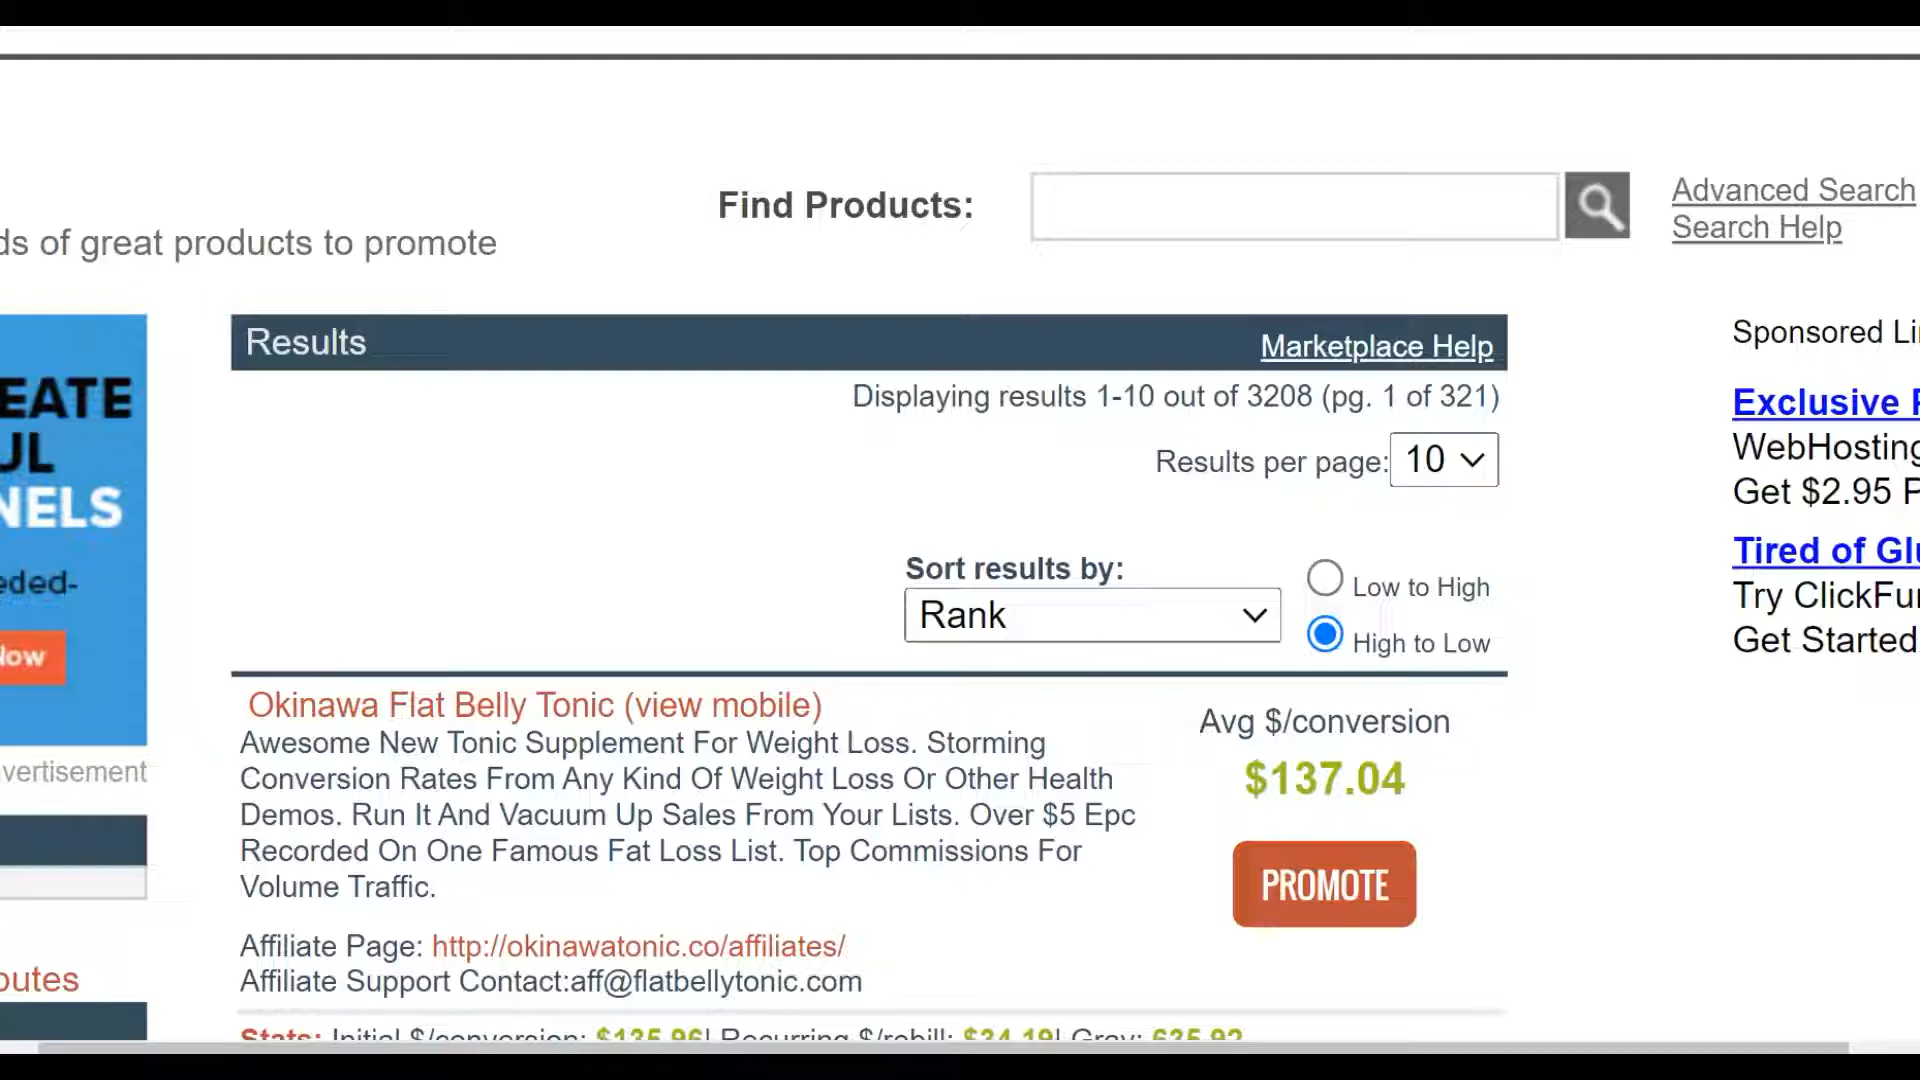 Find Products:
Advanced Search
Search Help
ds of great products to promote
Results
Marketplace Help
Sponsored Li
EATE
UL
NELS
eded-
Now
vertisement
Displaying results 1-10 out of 3208 (pg. 1 of 321)
Results per page: 10
Exclusive
WebHosting
Get $2.95 P
Sort results by:
Rank
Low to High
High to Low
Tired of Glu
Try ClickFun
Get Started
Okinawa Flat Belly Tonic (view mobile)
Awesome New Tonic Supplement For Weight Loss. Storming
Conversion Rates From Any Kind Of Weight Loss Or Other Health
Demos. Run It And Vacuum Up Sales From Your Lists. Over $5 Epc
Recorded On One Famous Fat Loss List. Top Commissions For
Volume Traffic.
Avg $/conversion
$137.04
PROMOTE
Affiliate Page: http://okinawatonic.co/affiliates/
Affiliate Support Contact:aff@flatbellytonic.com
butes
Stats: Initial $/conversion: $135.96| Recurring $/rebill: $34.19| Grav: 635.92